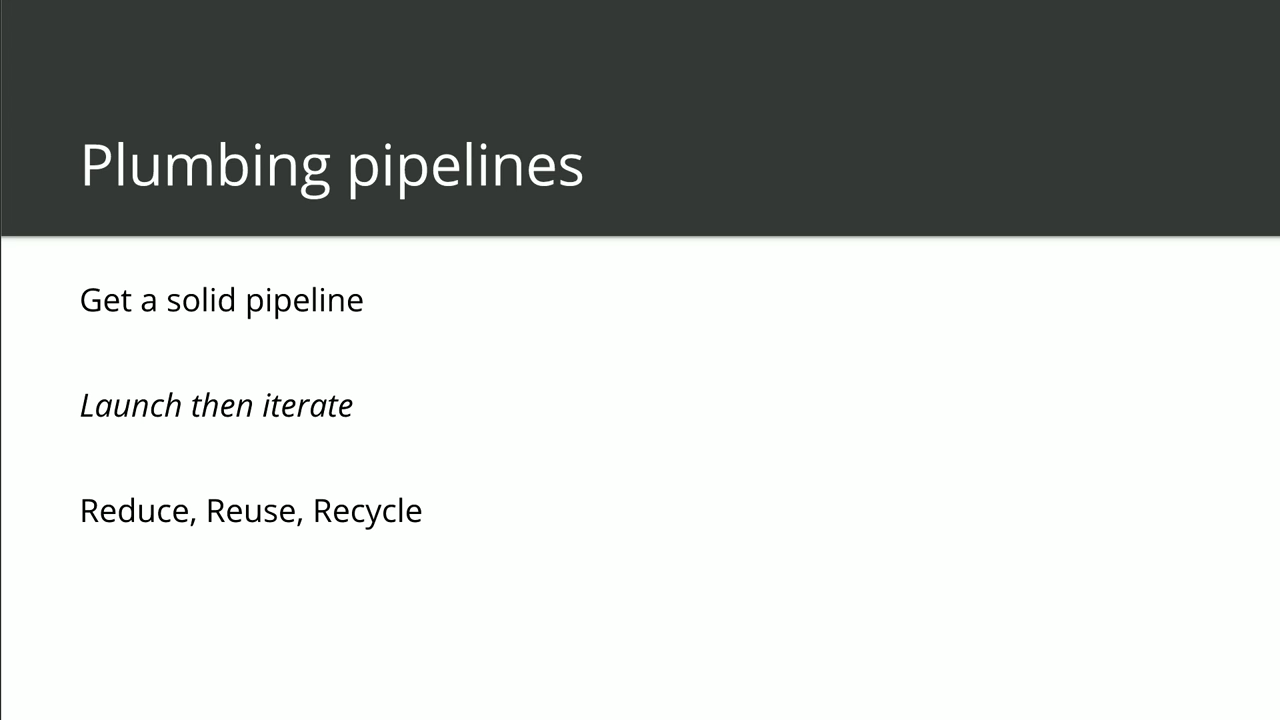 Plumbing pipelines
Get a solid pipeline
Launch then iterate
Reduce, Reuse, Recycle